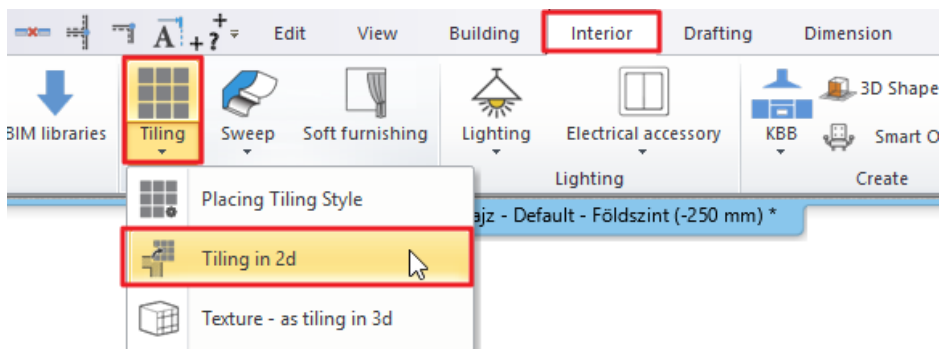 Edit View Building Interior Drafting Dimension
BIM libraries Tiling Sweep Soft furnishing Lighting Electrical accessory KBB 3D Shape
Smart O
Lighting Create
Placing Tiling Style
ajz - Default - Földszint (-250 mm) *
Tiling in 2d
Texture - as tiling in 3d